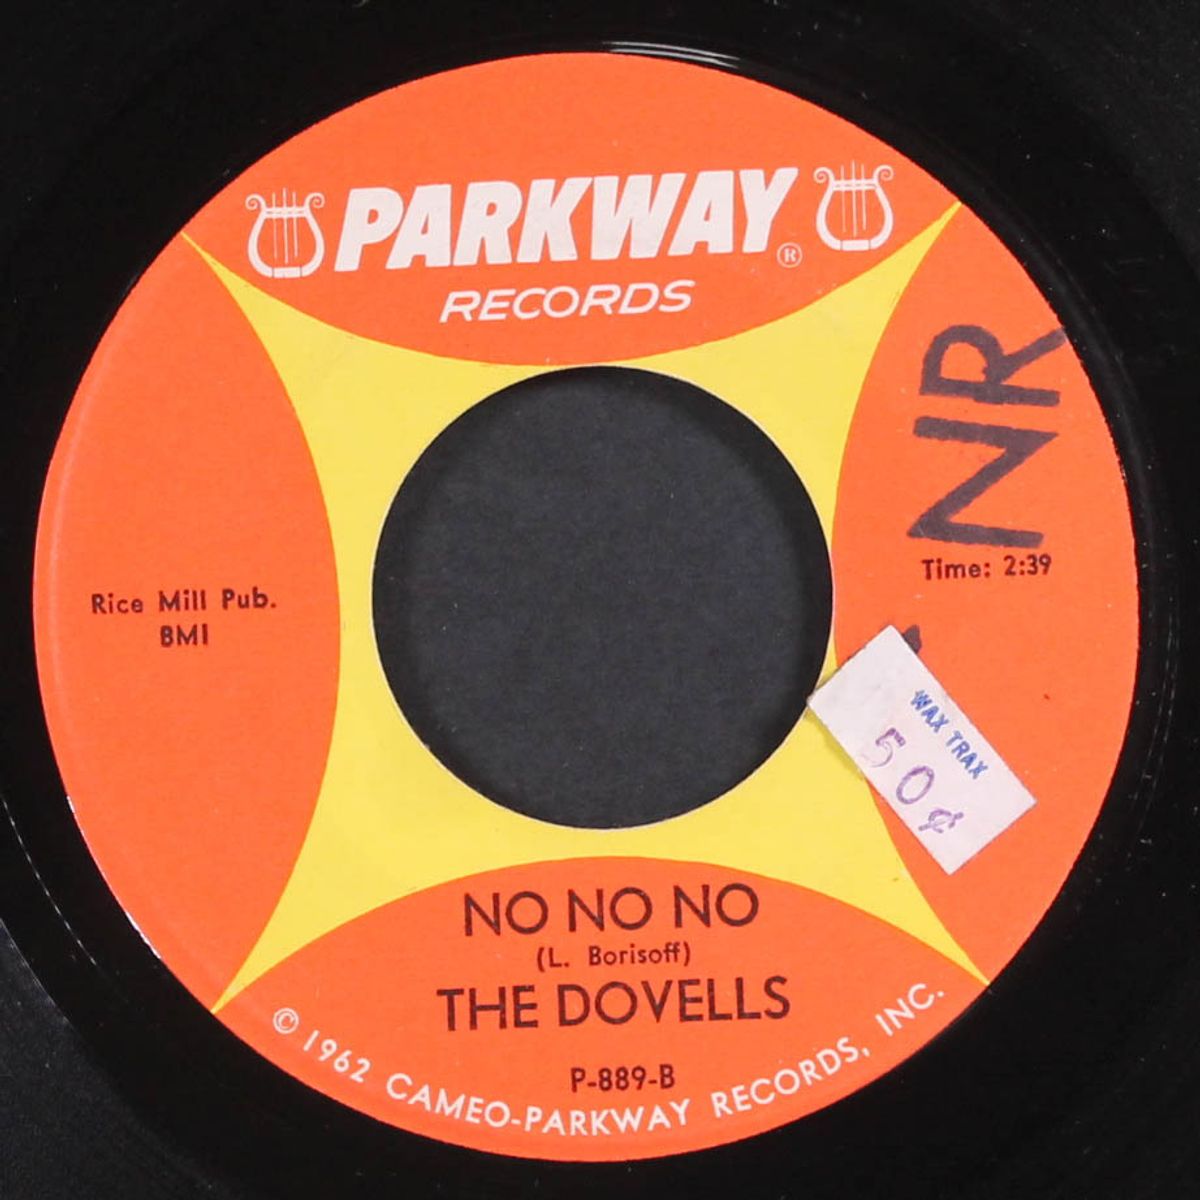 PARKWAY ®
RECORDS
NR
Time: 2:39
Rice Mill Pub.
BMI
WAX TRAX
50¢
NO NO NO
(L. Borisoff)
THE DOVELLS
P-889-B
© 1962 CAMEO-PARKWAY RECORDS, INC.